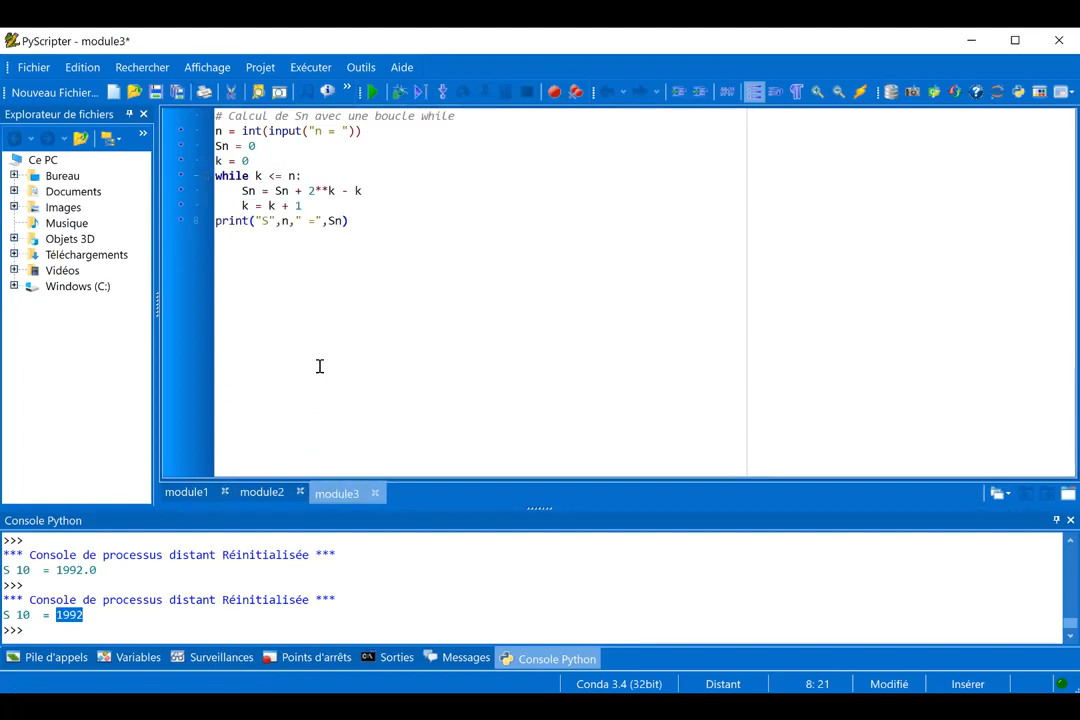 PyScripter - module3*
Fichier Edition Rechercher Affichage Projet Exécuter Outils Aide
Nouveau Fichier...
Explorateur de fichiers
Ce PC
Bureau
Documents
Images
Musique
Objets 3D
Téléchargements
Vidéos
Windows (C:)
# Calcul de Sn avec une boucle while
n = int(input("n = "))
Sn = 0
k = 0
while k <= n:
Sn = Sn + 2**k - k
k = k + 1
8 print("S",n," =",Sn)
module1 module2 module3
Console Python
>>>
*** Console de processus distant Réinitialisée ***
S 10  = 1992.0
>>>
*** Console de processus distant Réinitialisée ***
S 10  = 1992
>>>
Pile d'appels Variables Surveillances Points d'arrêts Sorties Messages Console Python
Conda 3.4 (32bit) Distant 8: 21 Modifié Insérer